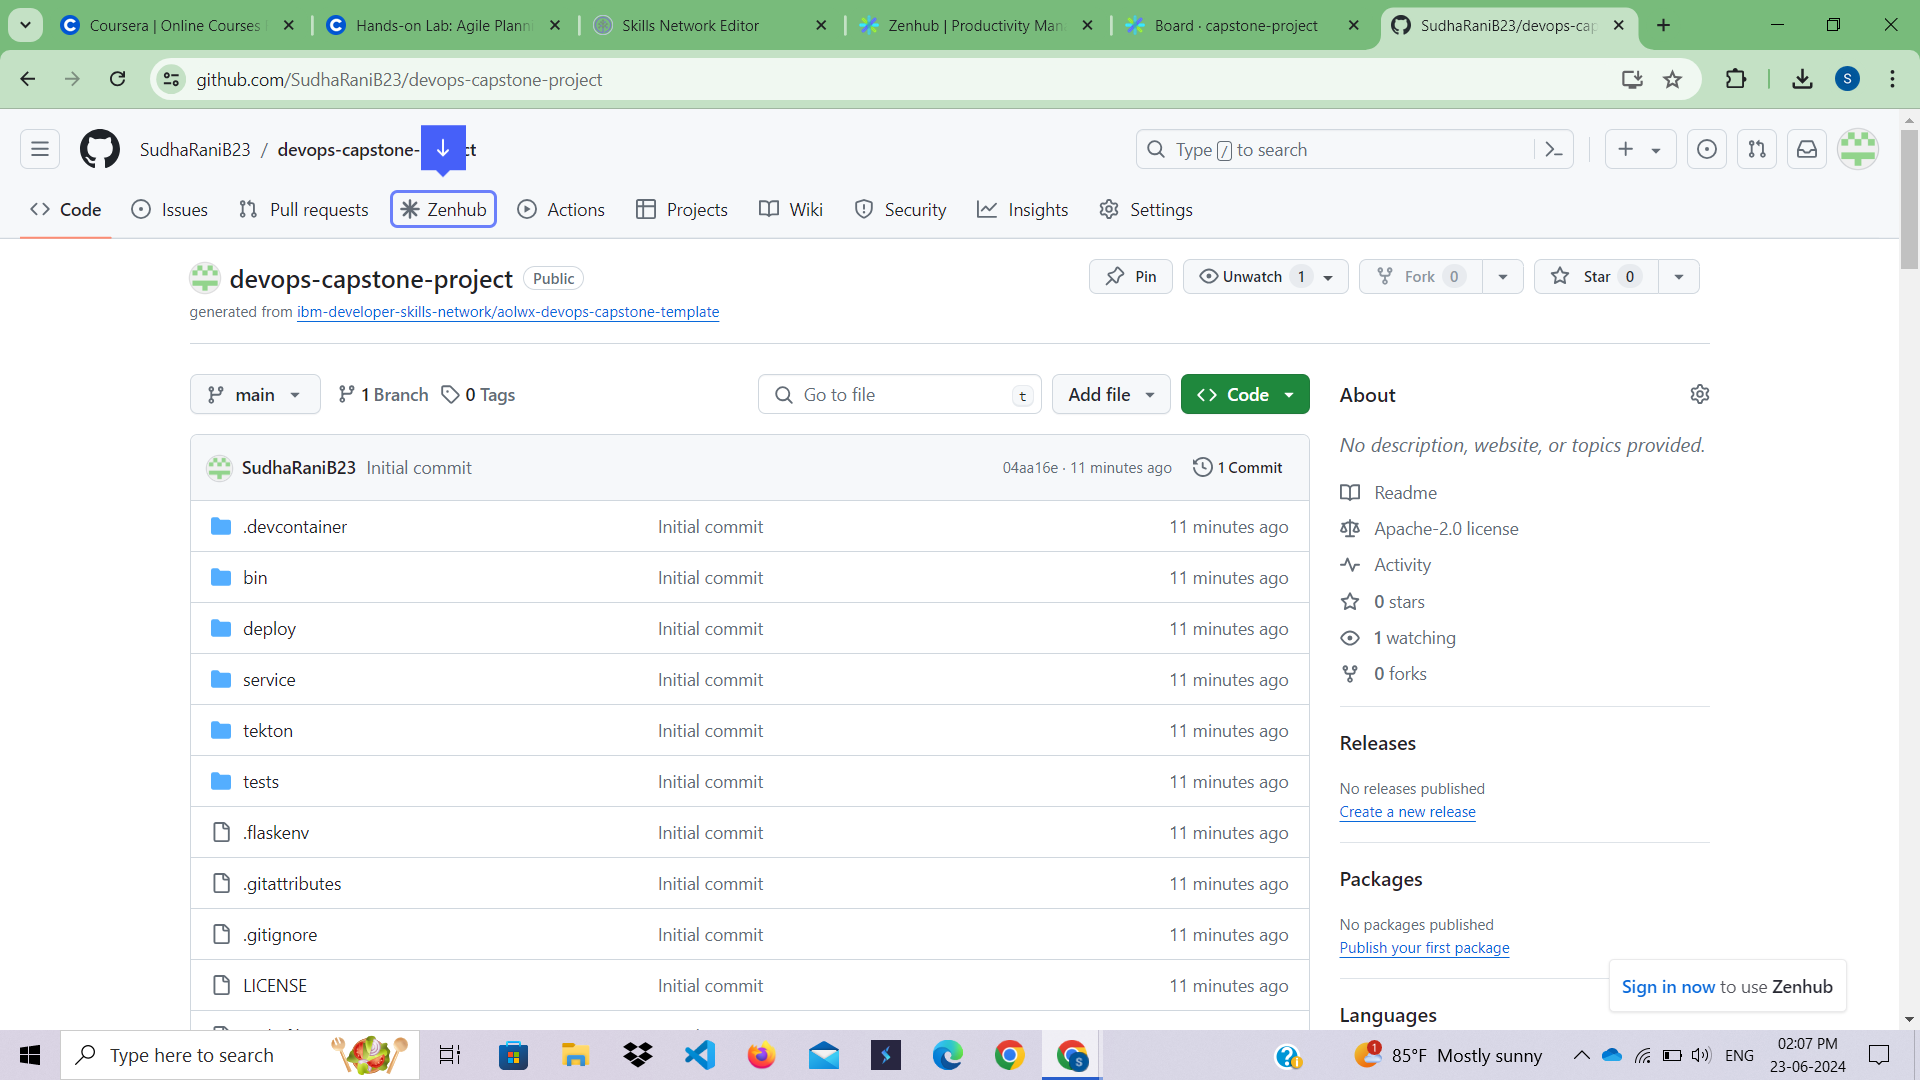 Coursera | Online Courses
Hands-on Lab: Agile Planni
Skills Network Editor
Zenhub | Productivity Man
Board · capstone-project
SudhaRaniB23/devops-cap
github.com/SudhaRaniB23/devops-capstone-project
S
SudhaRaniB23 / devops-capstone- ct
Type / to search
Code
Issues
Pull requests
Zenhub
Actions
Projects
Wiki
Security
Insights
Settings
devops-capstone-project Public
Pin
Unwatch 1
Fork 0
Star 0
generated from ibm-developer-skills-network/aolwx-devops-capstone-template
main
1 Branch
0 Tags
Go to file t
Add file
Code
SudhaRaniB23 Initial commit 04aa16e · 11 minutes ago 1 Commit
.devcontainer Initial commit 11 minutes ago
bin Initial commit 11 minutes ago
deploy Initial commit 11 minutes ago
service Initial commit 11 minutes ago
tekton Initial commit 11 minutes ago
tests Initial commit 11 minutes ago
.flaskenv Initial commit 11 minutes ago
.gitattributes Initial commit 11 minutes ago
.gitignore Initial commit 11 minutes ago
LICENSE Initial commit 11 minutes ago
About
No description, website, or topics provided.
Readme
Apache-2.0 license
Activity
0 stars
1 watching
0 forks
Releases
No releases published
Create a new release
Packages
No packages published
Publish your first package
Languages
Sign in now to use Zenhub
Type here to search
1
85°F Mostly sunny
ENG
02:07 PM
23-06-2024